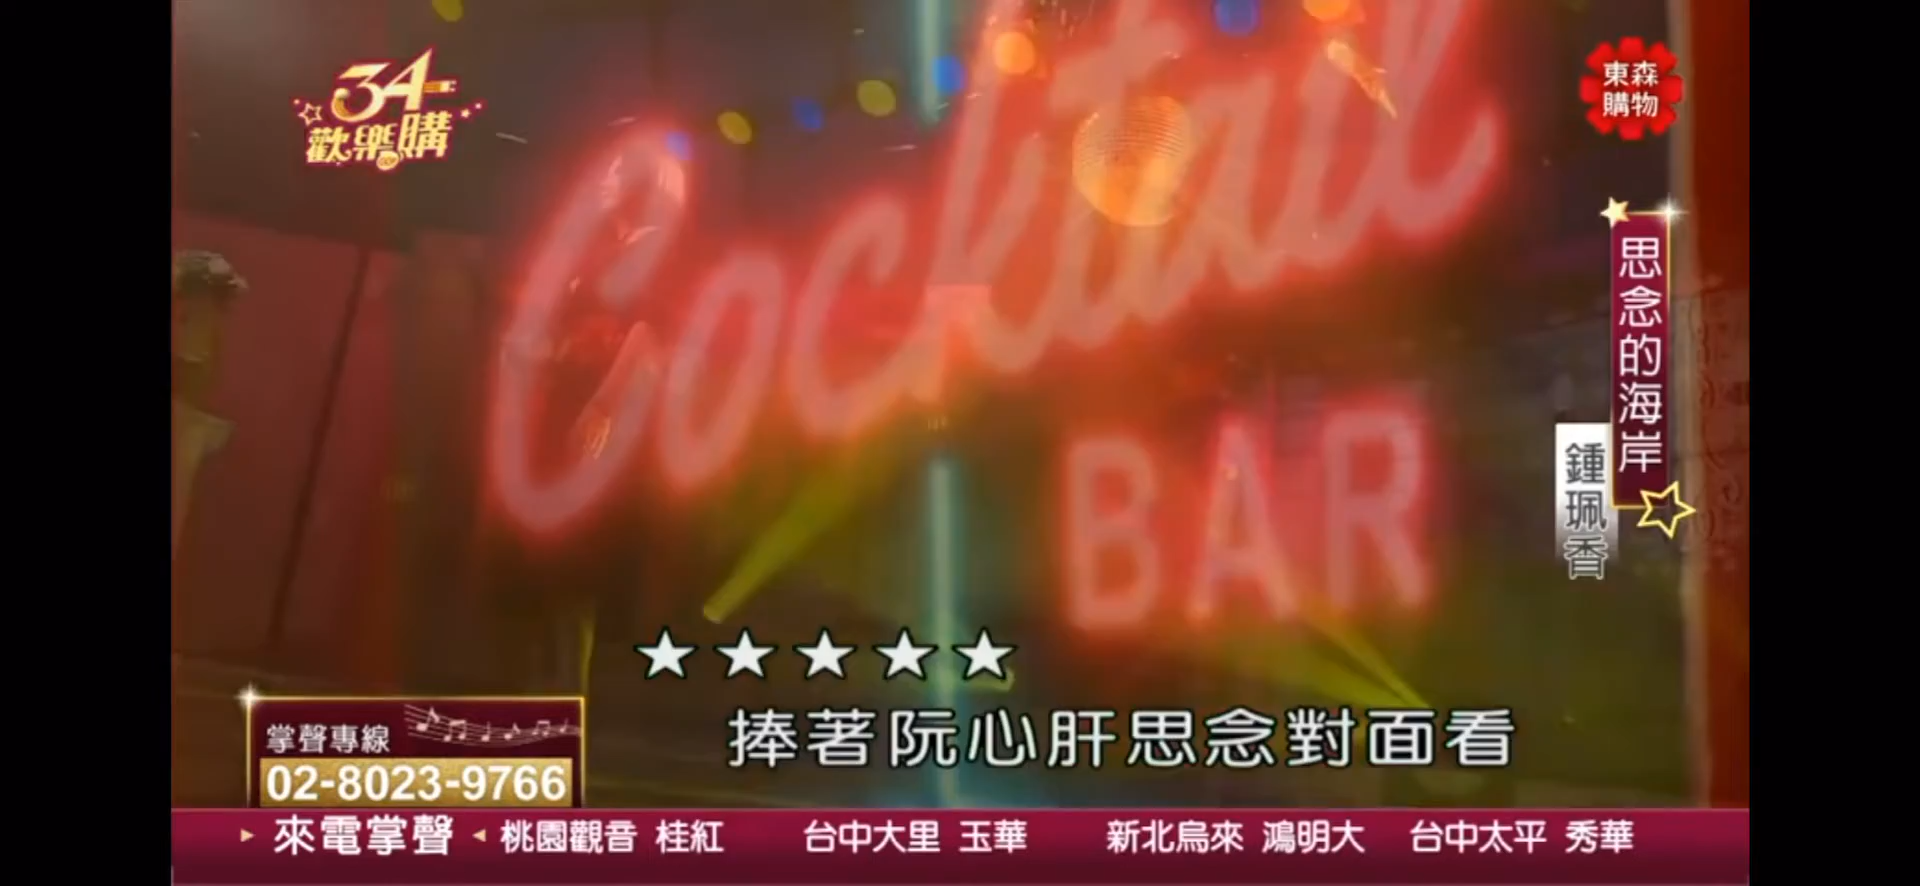 34
歡樂購
東森
購物
Cocktail
BAR
思念的海岸
鍾珮香
★★★★★
捧著阮心肝思念對面看
掌聲專線
02-8023-9766
來電掌聲 桃園觀音 桂紅 台中大里 玉華 新北烏來 鴻明大 台中太平 秀華